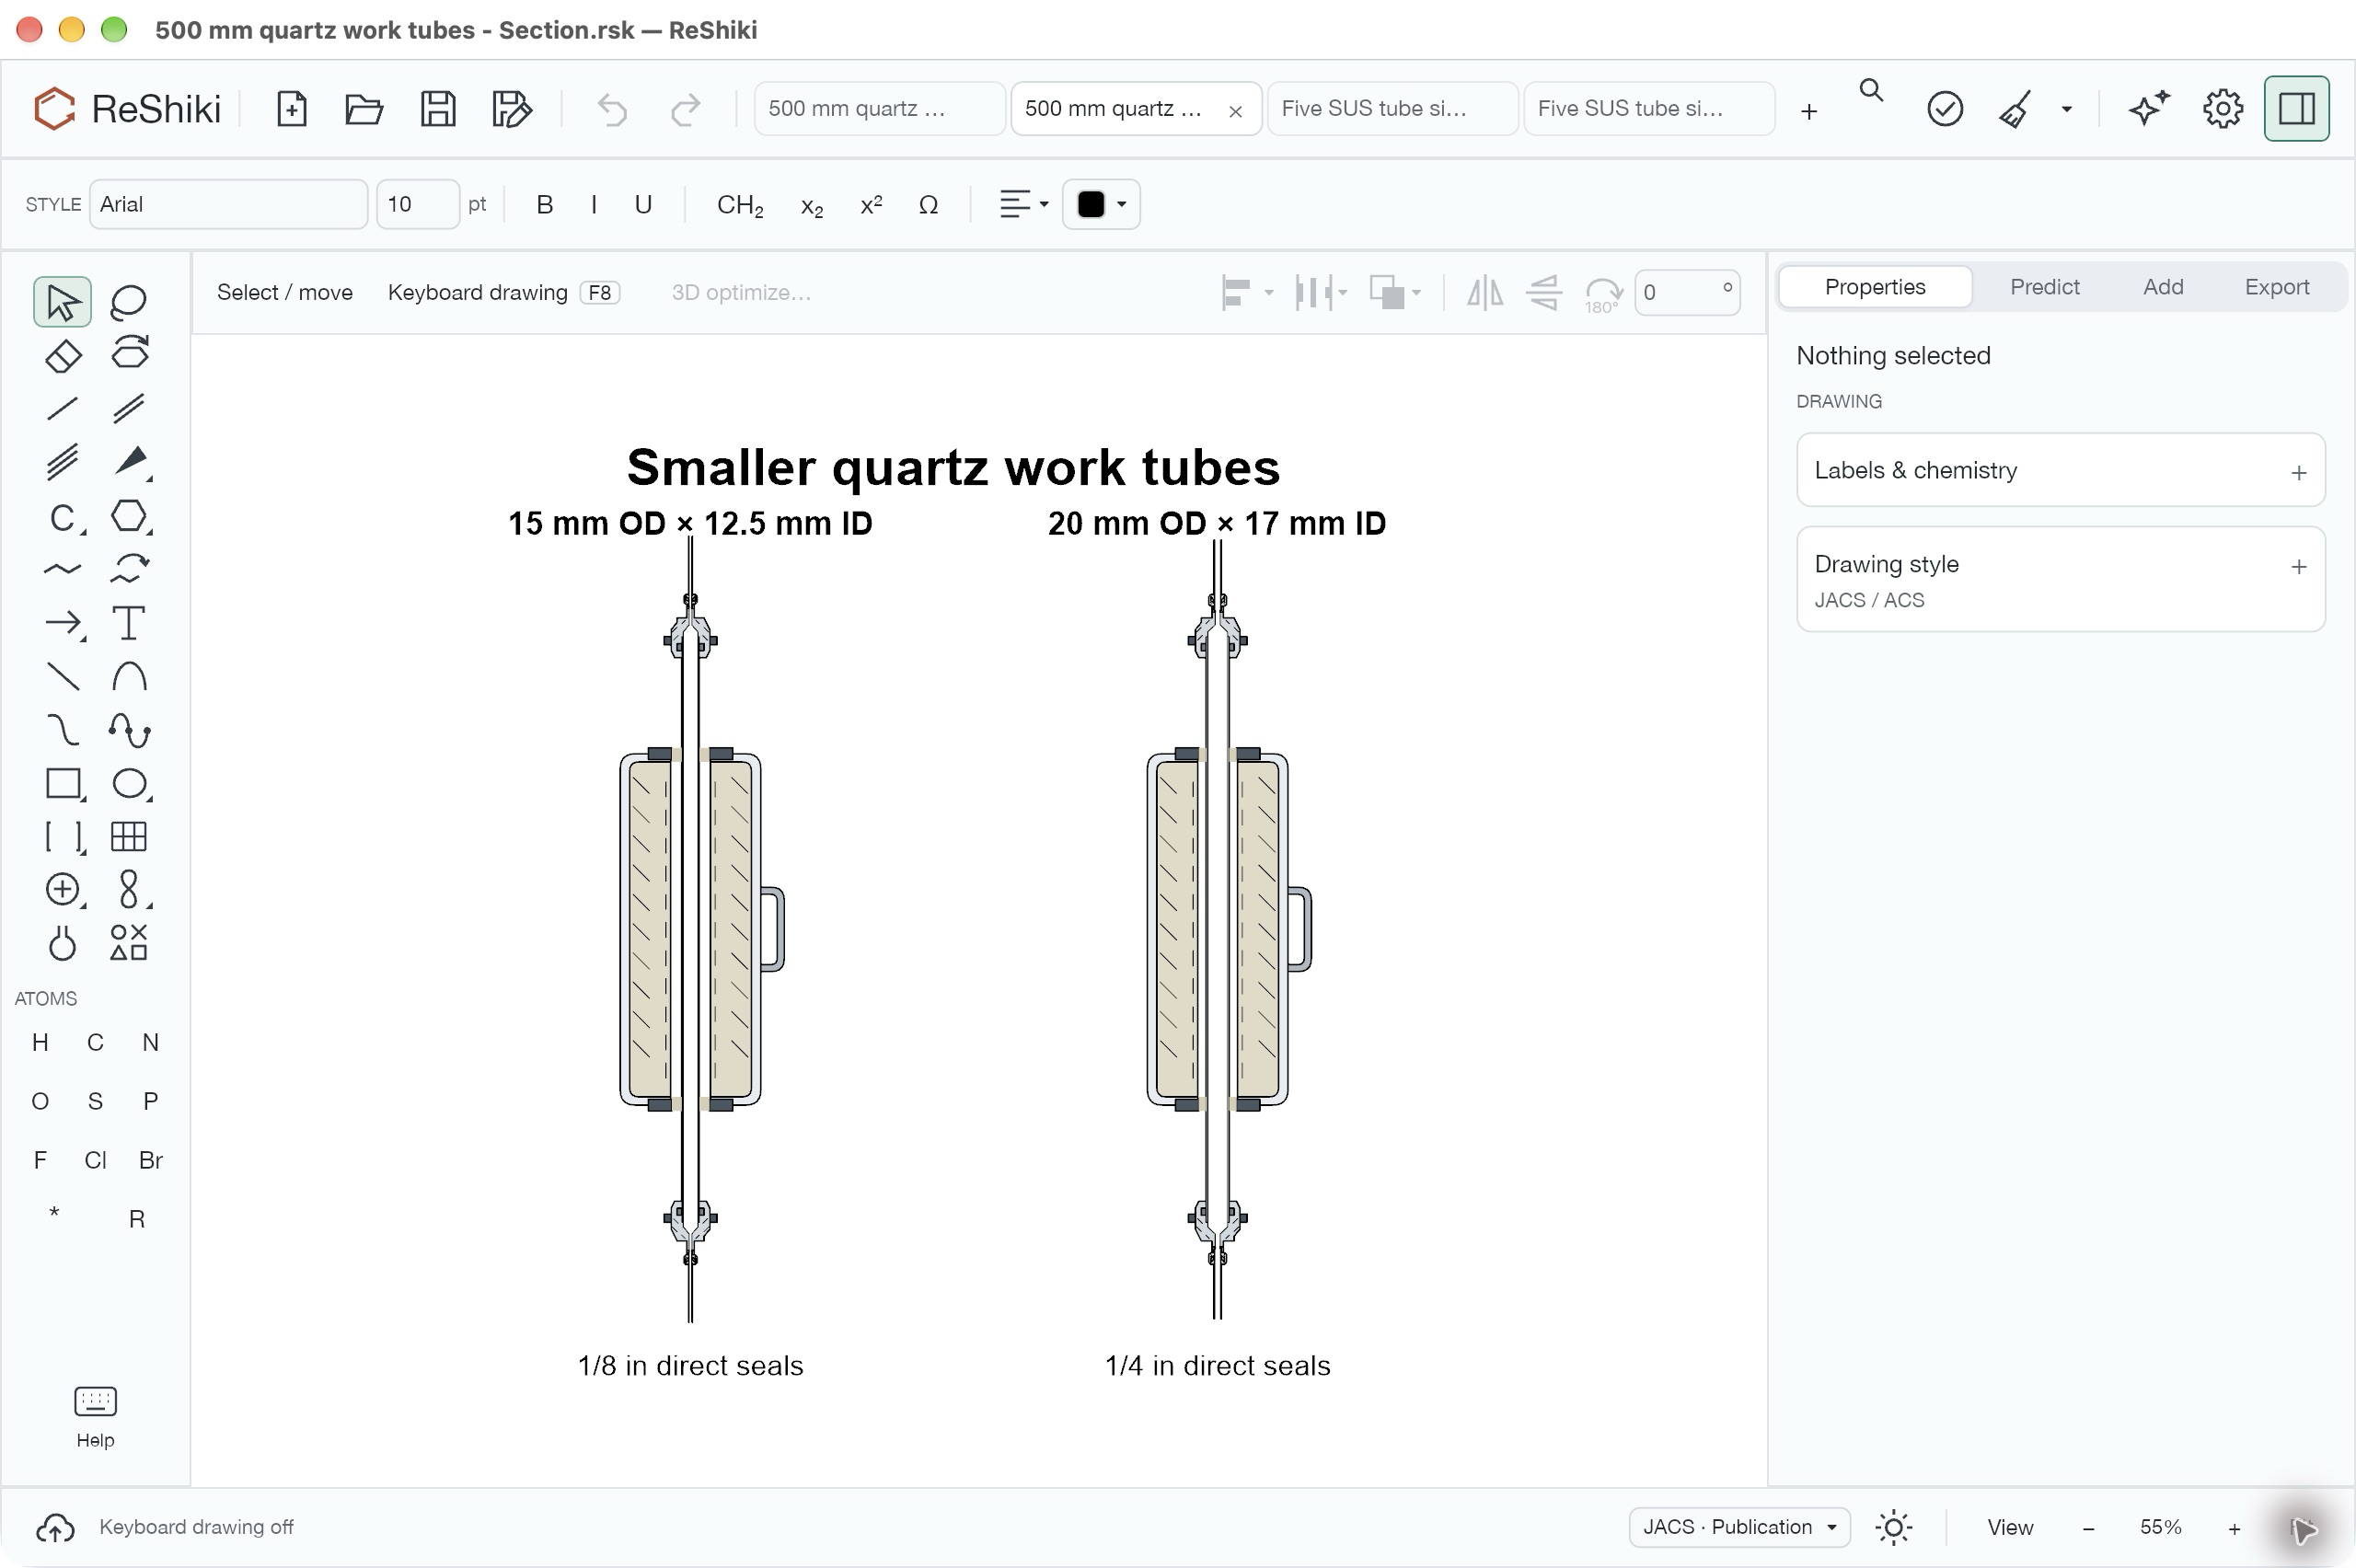 500 mm quartz work tubes - Section.rsk — ReShiki
ReShiki
500 mm quartz ...
500 mm quartz ...
Five SUS tube si...
Five SUS tube si...
STYLE Arial 10 pt B I U CH₂ x₂ x² Ω
Select / move Keyboard drawing F8 3D optimize...
180°
0 °
Properties Predict Add Export
Nothing selected
DRAWING
Labels & chemistry
Drawing style
JACS / ACS
C
T
ATOMS
H C N
O S P
F Cl Br
* R
Help
Smaller quartz work tubes
15 mm OD × 12.5 mm ID
20 mm OD × 17 mm ID
1/8 in direct seals
1/4 in direct seals
Keyboard drawing off
JACS · Publication
View − 55% +